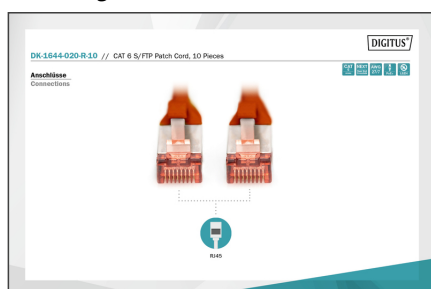 DIGITUS®
DK-1644-020-R-10 // CAT 6 S/FTP Patch Cord, 10 Pieces
Anschlüsse
Connections
RJ45